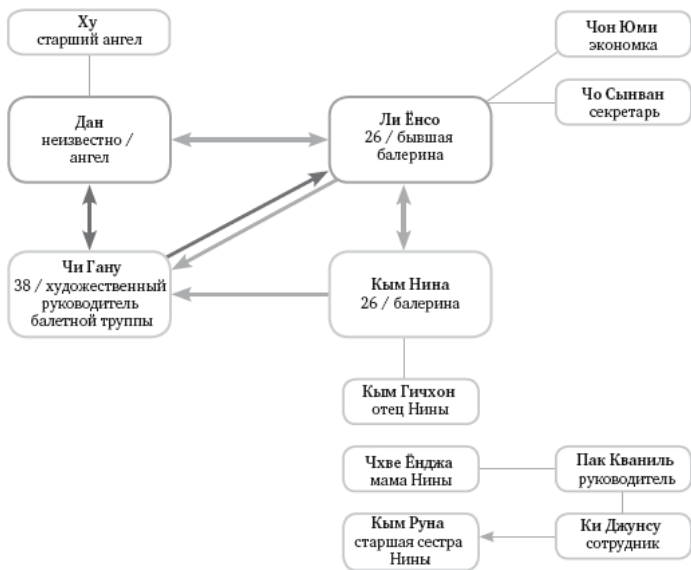 Ху
старший ангел
Чон Юми
экономка
Чо Сынван
секретарь
Дан
неизвестно /
ангел
Ли Ёнсо
26 / бывшая
балерина
Чи Гану
38 / художественный
руководитель
балетной труппы
Кым Нина
26 / балерина
Кым Гичхон
отец Нины
Чхве Ёнджа
мама Нины
Пак Кваниль
руководитель
Кым Руна
старшая сестра
Нины
Ки Джунсу
сотрудник